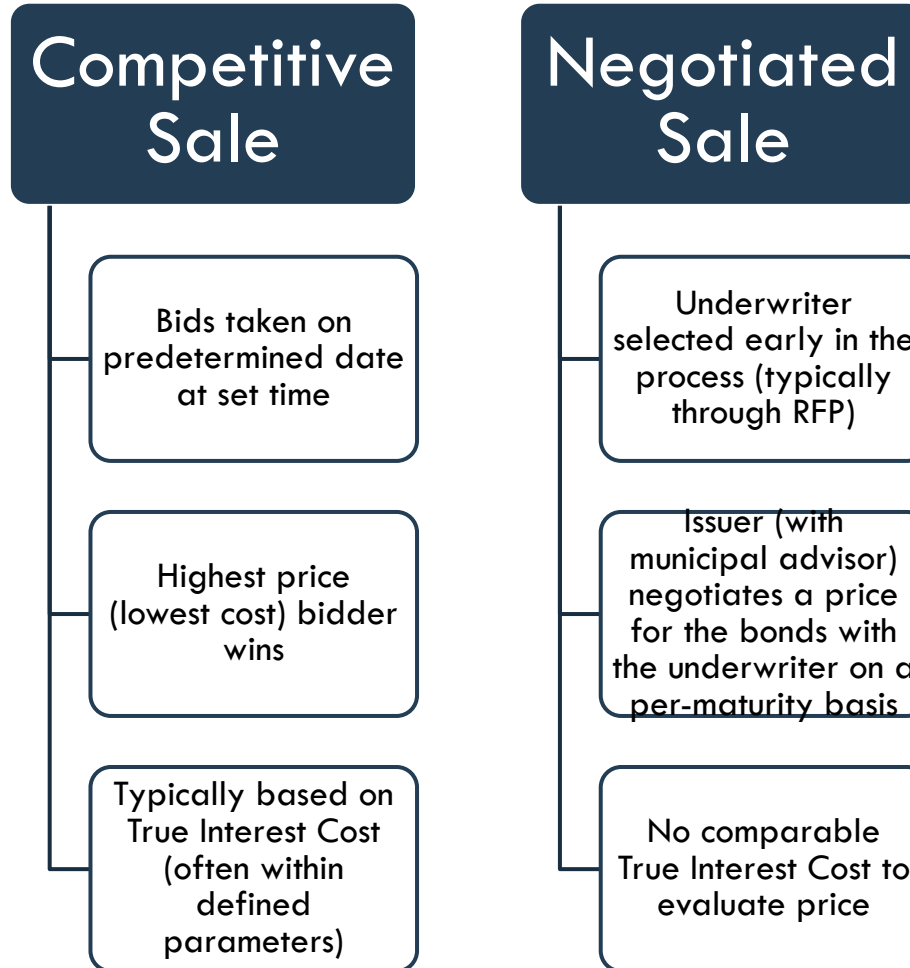 Competitive
Sale
Bids taken on
predetermined date
at set time
Highest price
(lowest cost) bidder
wins
Typically based on
True Interest Cost
(often within
defined
parameters)
Negotiated
Sale
Underwriter
selected early in the
process (typically
through RFP)
Issuer (with
municipal advisor)
negotiates a price
for the bonds with
the underwriter on a
per-maturity basis
No comparable
True Interest Cost to
evaluate price